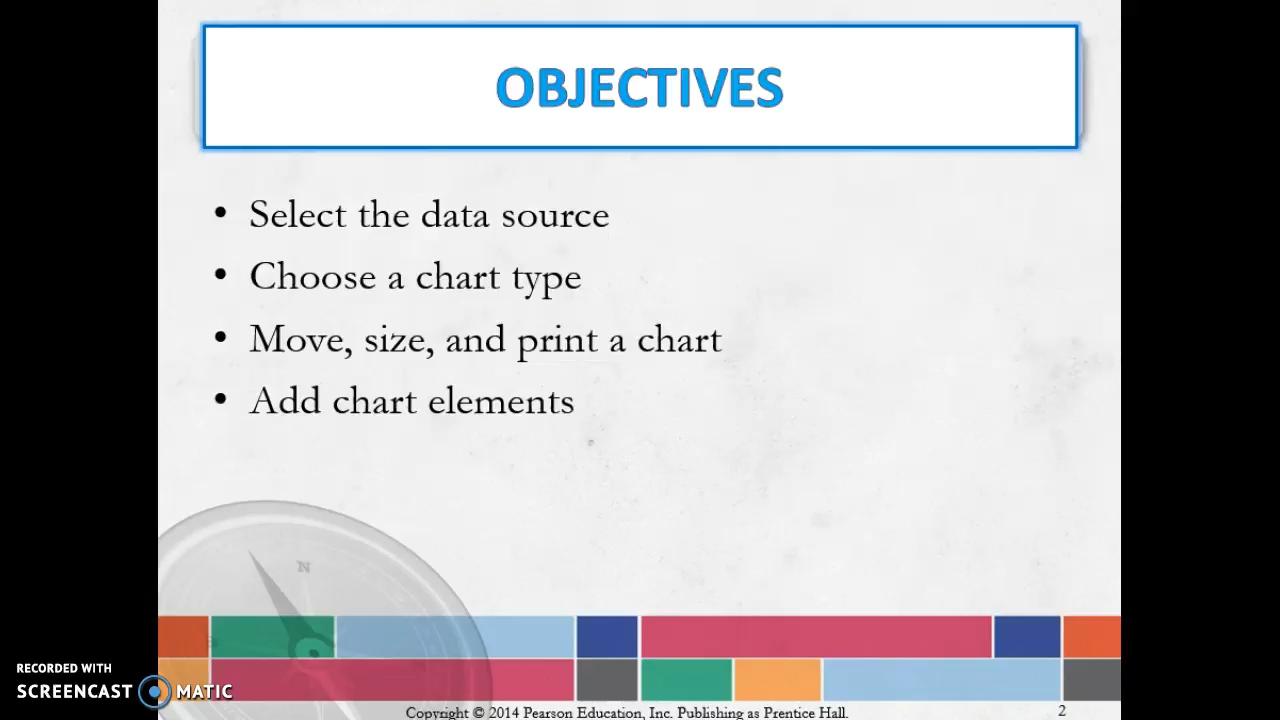 OBJECTIVES
• Select the data source
• Choose a chart type
• Move, size, and print a chart
• Add chart elements
N
RECORDED WITH
SCREENCAST MATIC
Copyright © 2014 Pearson Education, Inc. Publishing as Prentice Hall.
2